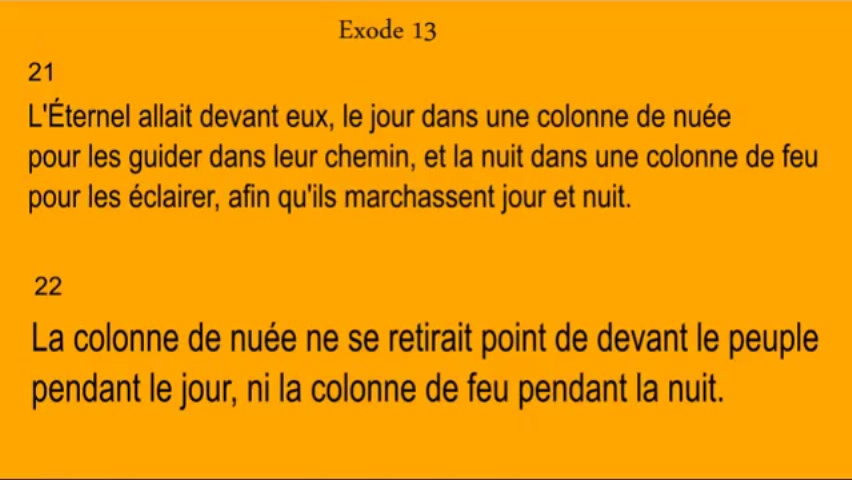 Exode 13
21
L'Éternel allait devant eux, le jour dans une colonne de nuée
pour les guider dans leur chemin, et la nuit dans une colonne de feu
pour les éclairer, afin qu'ils marchassent jour et nuit.
22
La colonne de nuée ne se retirait point de devant le peuple
pendant le jour, ni la colonne de feu pendant la nuit.